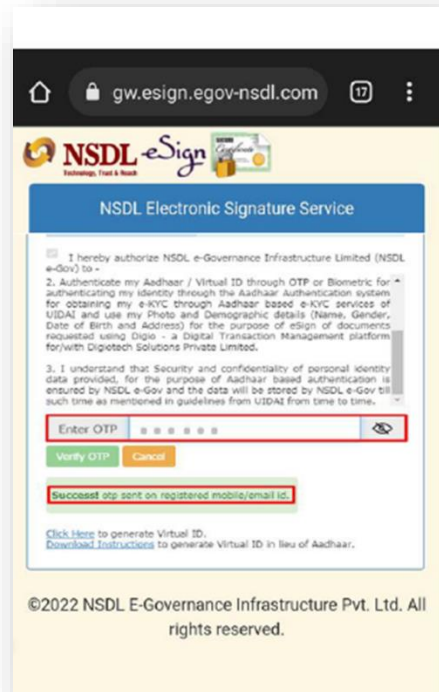 gw.esign.egov-nsdl.com
17
NSDL eSign
Technology, Trust & Reach
Certificate
NSDL Electronic Signature Service
I hereby authorize NSDL e-Governance Infrastructure Limited (NSDL
e-Gov) to -
2. Authenticate my Aadhaar / Virtual ID through OTP or Biometric for
authenticating my identity through the Aadhaar Authentication system
for obtaining my e-KYC through Aadhaar based e-KYC services of
UIDAI and use my Photo and Demographic details (Name, Gender,
Date of Birth and Address) for the purpose of eSign of documents
requested using Digio - a Digital Transaction Management platform
for/with Digiotech Solutions Private Limited.
3. I understand that Security and confidentiality of personal identity
data provided, for the purpose of Aadhaar based authentication is
ensured by NSDL e-Gov and the data will be stored by NSDL e-Gov till
such time as mentioned in guidelines from UIDAI from time to time.
Enter OTP
Verify OTP Cancel
Success! otp sent on registered mobile/email id.
Click Here to generate Virtual ID.
Download Instructions to generate Virtual ID in lieu of Aadhaar.
©2022 NSDL E-Governance Infrastructure Pvt. Ltd. All
rights reserved.